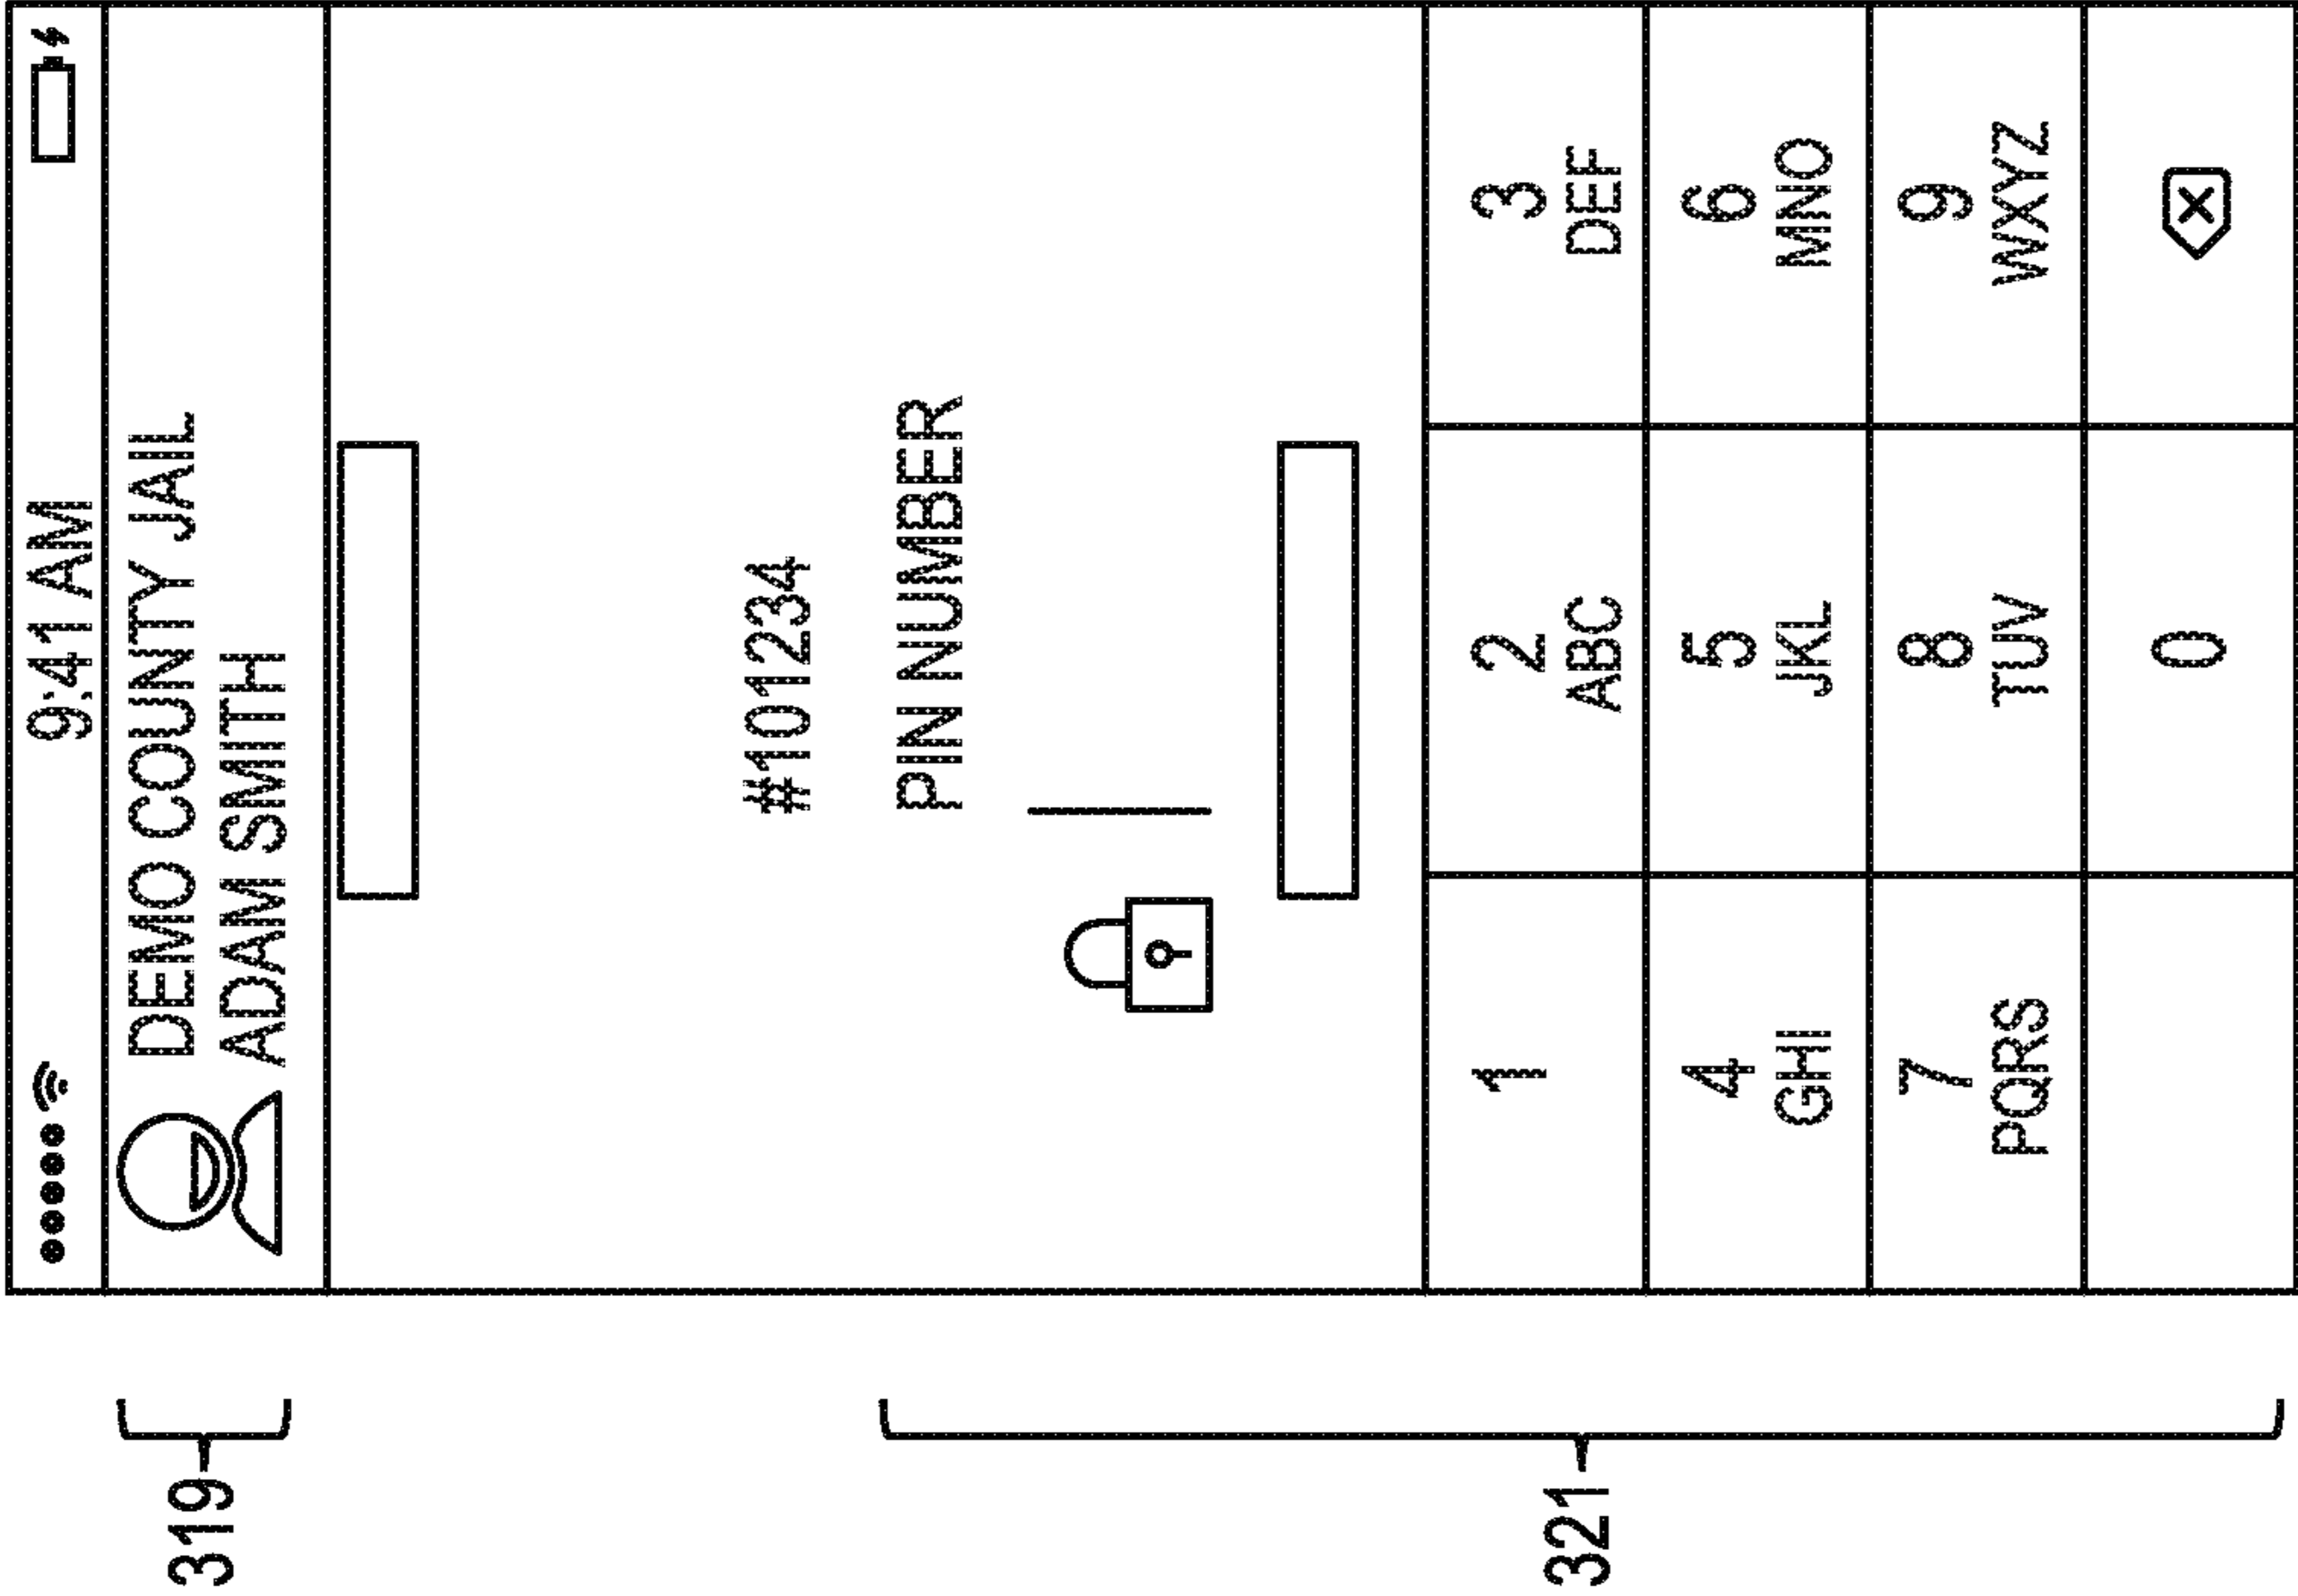 9:41 AM
DEMO COUNTY JAIL
ADAM SMITH
319
#101234
PIN NUMBER
321
1
2
ABC
3
DEF
4
GHI
5
JKL
6
MNO
7
PQRS
8
TUV
9
WXYZ
0